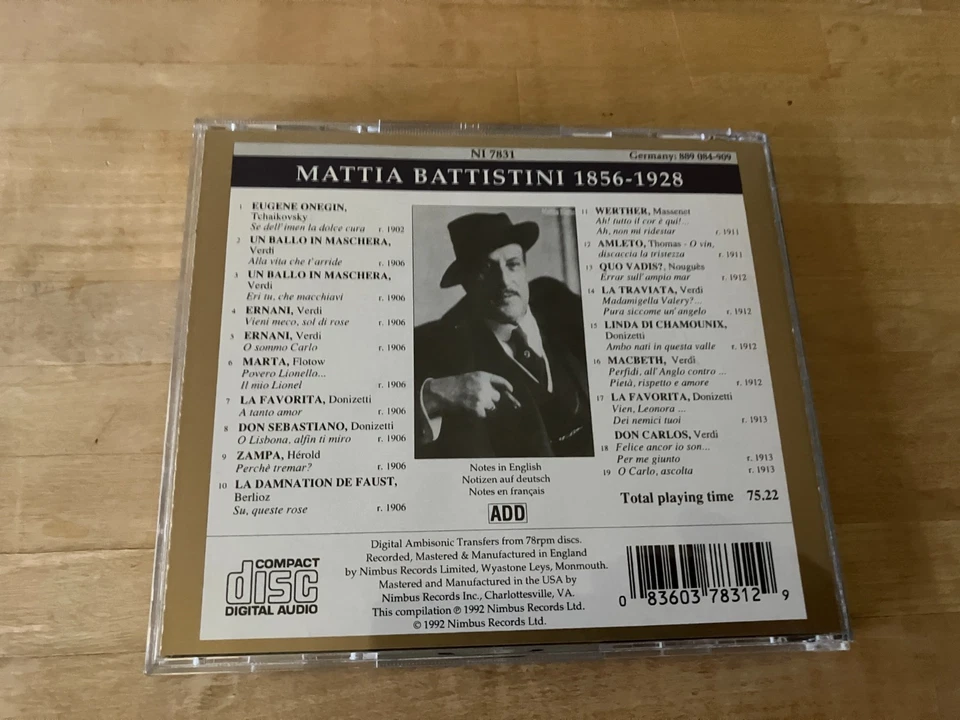 NI 7831
Germany: 889 084-909
MATTIA BATTISTINI 1856-1928
1 EUGENE ONEGIN,
Tchaikovsky
Se dell'imen la dolce cura r. 1902
2 UN BALLO IN MASCHERA,
Verdi
Alla vita che t'arride r. 1906
3 UN BALLO IN MASCHERA,
Verdi
Eri tu, che macchiavi r. 1906
4 ERNANI, Verdi
Vieni meco, sol di rose r. 1906
5 ERNANI, Verdi
O sommo Carlo r. 1906
6 MARTA, Flotow
Povero Lionello...
Il mio Lionel r. 1906
7 LA FAVORITA, Donizetti
A tanto amor r. 1906
8 DON SEBASTIANO, Donizetti
O Lisbona, alfin ti miro r. 1906
9 ZAMPA, Hérold
Perchè tremar? r. 1906
10 LA DAMNATION DE FAUST,
Berlioz
Su, queste rose r. 1906
Notes in English
Notizen auf deutsch
Notes en français
ADD
11 WERTHER, Massenet
Ah! tutto il cor è quì!...
Ah, non mi ridestar r. 1911
12 AMLETO, Thomas - O vin,
discaccia la tristezza r. 1911
13 QUO VADIS?, Nouguès
Errar sull'ampio mar r. 1912
14 LA TRAVIATA, Verdi
Madamigella Valery?...
Pura siccome un'angelo r. 1912
15 LINDA DI CHAMOUNIX,
Donizetti
Ambo nati in questa valle r. 1912
16 MACBETH, Verdi
Perfidi, all'Anglo contro ...
Pietà, rispetto e amore r. 1912
17 LA FAVORITA, Donizetti
Vien, Leonora ...
Dei nemici tuoi r. 1913
DON CARLOS, Verdi
18 Felice ancor io son...
Per me giunto r. 1913
19 O Carlo, ascolta r. 1913
Total playing time 75.22
COMPACT
disc
DIGITAL AUDIO
Digital Ambisonic Transfers from 78rpm discs.
Recorded, Mastered & Manufactured in England
by Nimbus Records Limited, Wyastone Leys, Monmouth.
Mastered and Manufactured in the USA by
Nimbus Records Inc., Charlottesville, VA.
This compilation ℗ 1992 Nimbus Records Ltd.
© 1992 Nimbus Records Ltd.
0 83603 78312 9